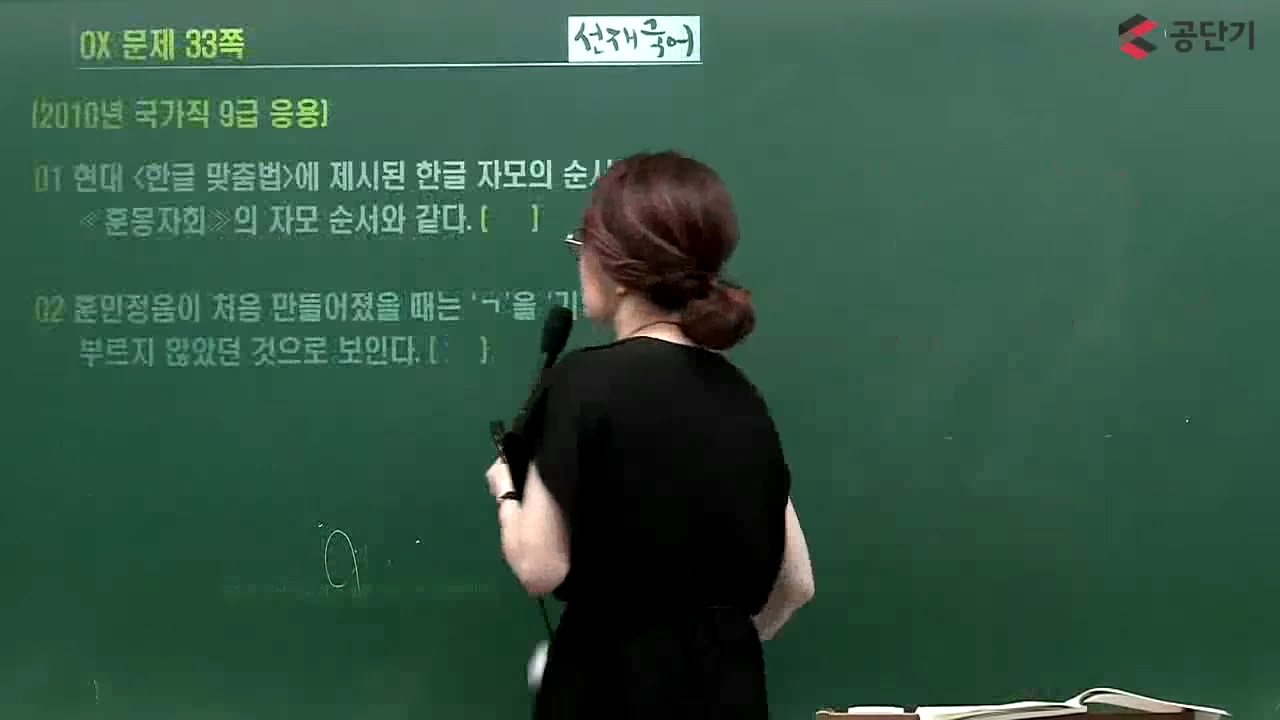 OX 문제 33쪽
선재국어
공단기
[2010년 국가직 9급 응용]
01 현대 <한글 맞춤법>에 제시된 한글 자모의 순서
≪훈몽자회≫의 자모 순서와 같다. [ ]
02 훈민정음이 처음 만들어졌을 때는 'ㄱ'을
부르지 않았던 것으로 보인다. [ ].